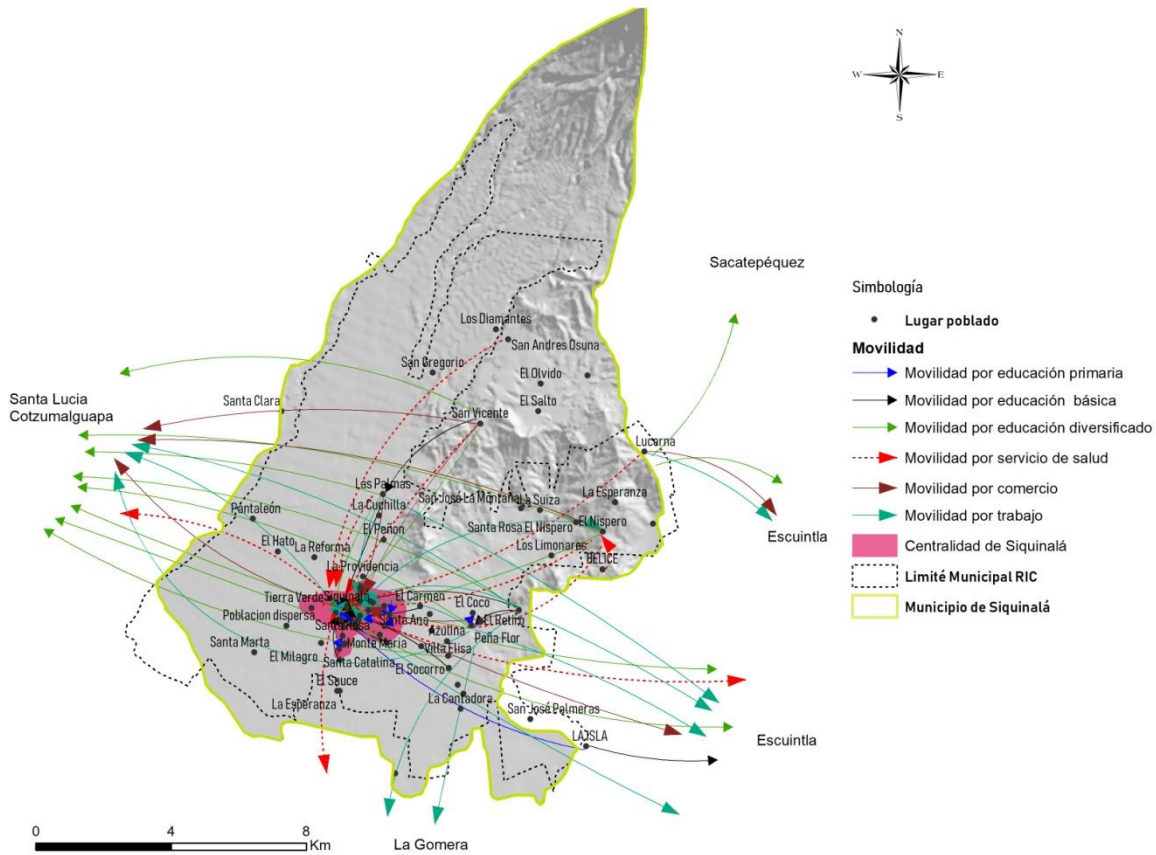 N
W E
S
Sacatepéquez
Simbología
Lugar poblado
Movilidad
Movilidad por educación primaria
Movilidad por educación básica
Movilidad por educación diversificado
Movilidad por servicio de salud
Movilidad por comercio
Movilidad por trabajo
Centralidad de Siquinalá
Limité Municipal RIC
Municipio de Siquinalá
Los Diamantes
San Andres Osuna
San Gregorio
El Olvido
Santa Lucia
Cotzumalguapa
Santa Clara
El Salto
San Vicente
Lucerna
Las Palmas
San José La Montaña
La Suiza
La Esperanza
La Cuchilla
Pantaleón
El Peñon
Santa Rosa El Nispero
El Nispero
Escuintla
El Hato
La Reforma
Los Limonares
La Providencia
BELICE
Tierra Verde
Siquinalá
El Carmen
El Coco
Poblacion dispersa
Santa Rosa
Santa Ana
El Retiro
Azulina
Peña Flor
Santa Marta
El Milagro
Monte Maria
Villa Elisa
Santa Catalina
El Socorro
El Sauce
La Esperanza
La Cantadora
San José Palmeras
LA ISLA
Escuintla
0 4 8
Km
La Gomera